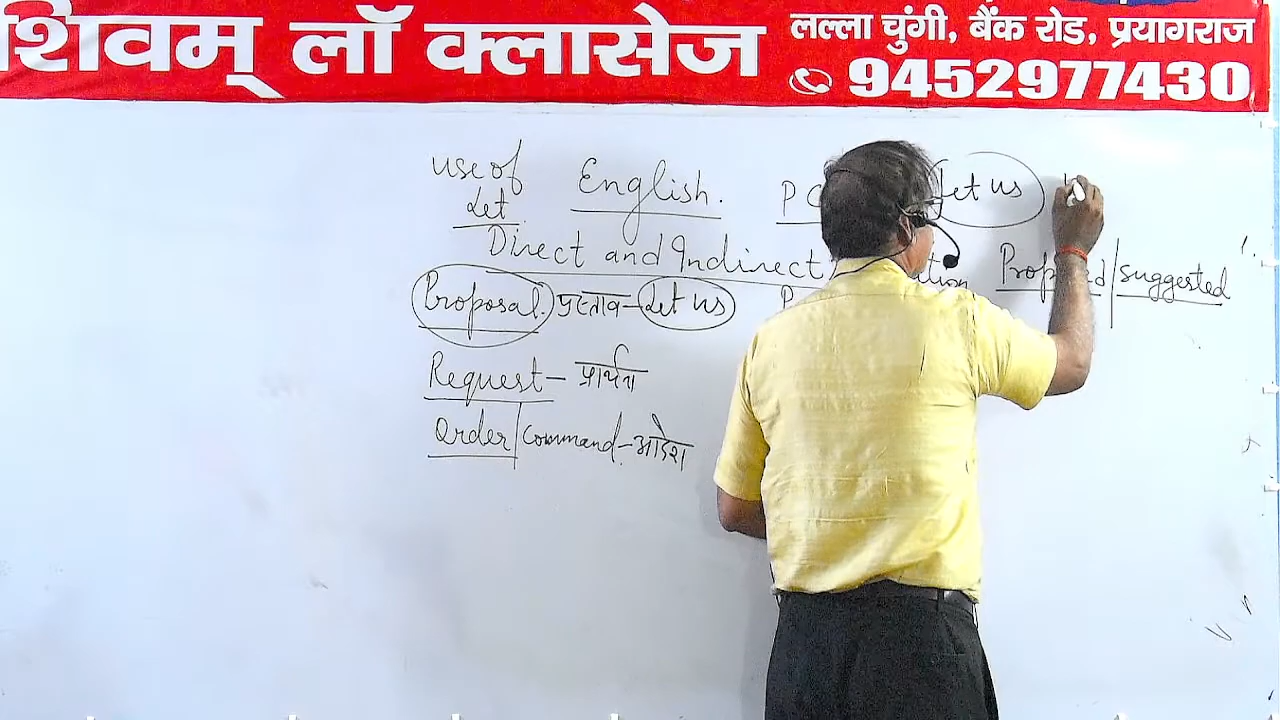 शिवम् लॉ क्लासेज
लल्ला चुंगी, बैंक रोड, प्रयागराज
9452977430
use of Let English. P Let us
Direct and Indirect
Proposal. प्रस्ताव - Let us P / suggested
Request - प्रार्थना
Order / Command - आदेश